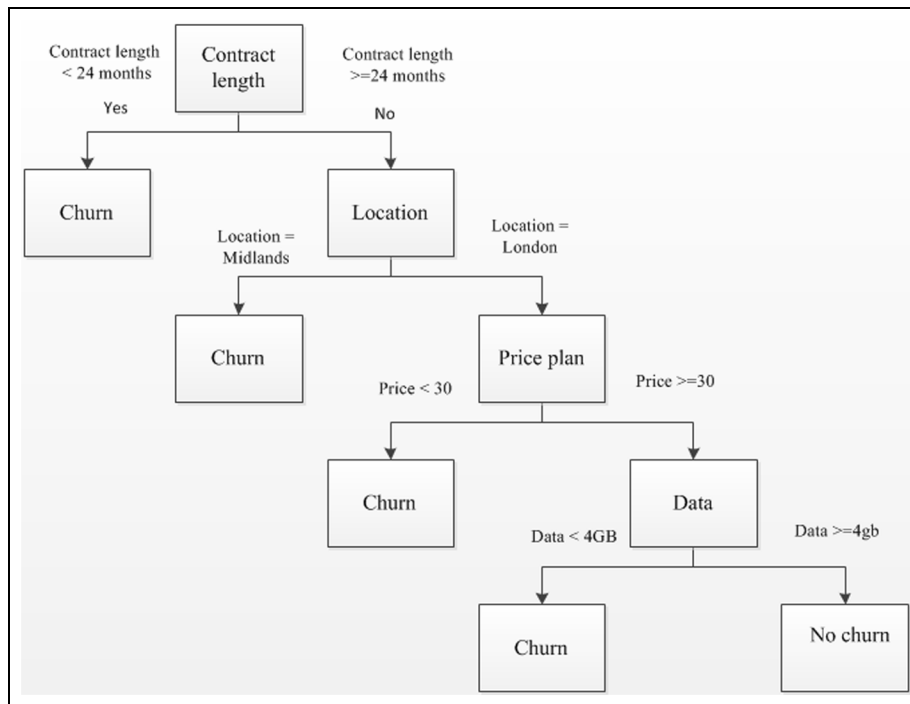 Contract length
< 24 months
Yes
Contract
length
Contract length
>=24 months
No
Churn
Location
Location =
Midlands
Location =
London
Churn
Price plan
Price < 30
Price >=30
Churn
Data
Data < 4GB
Data >=4gb
Churn
No churn